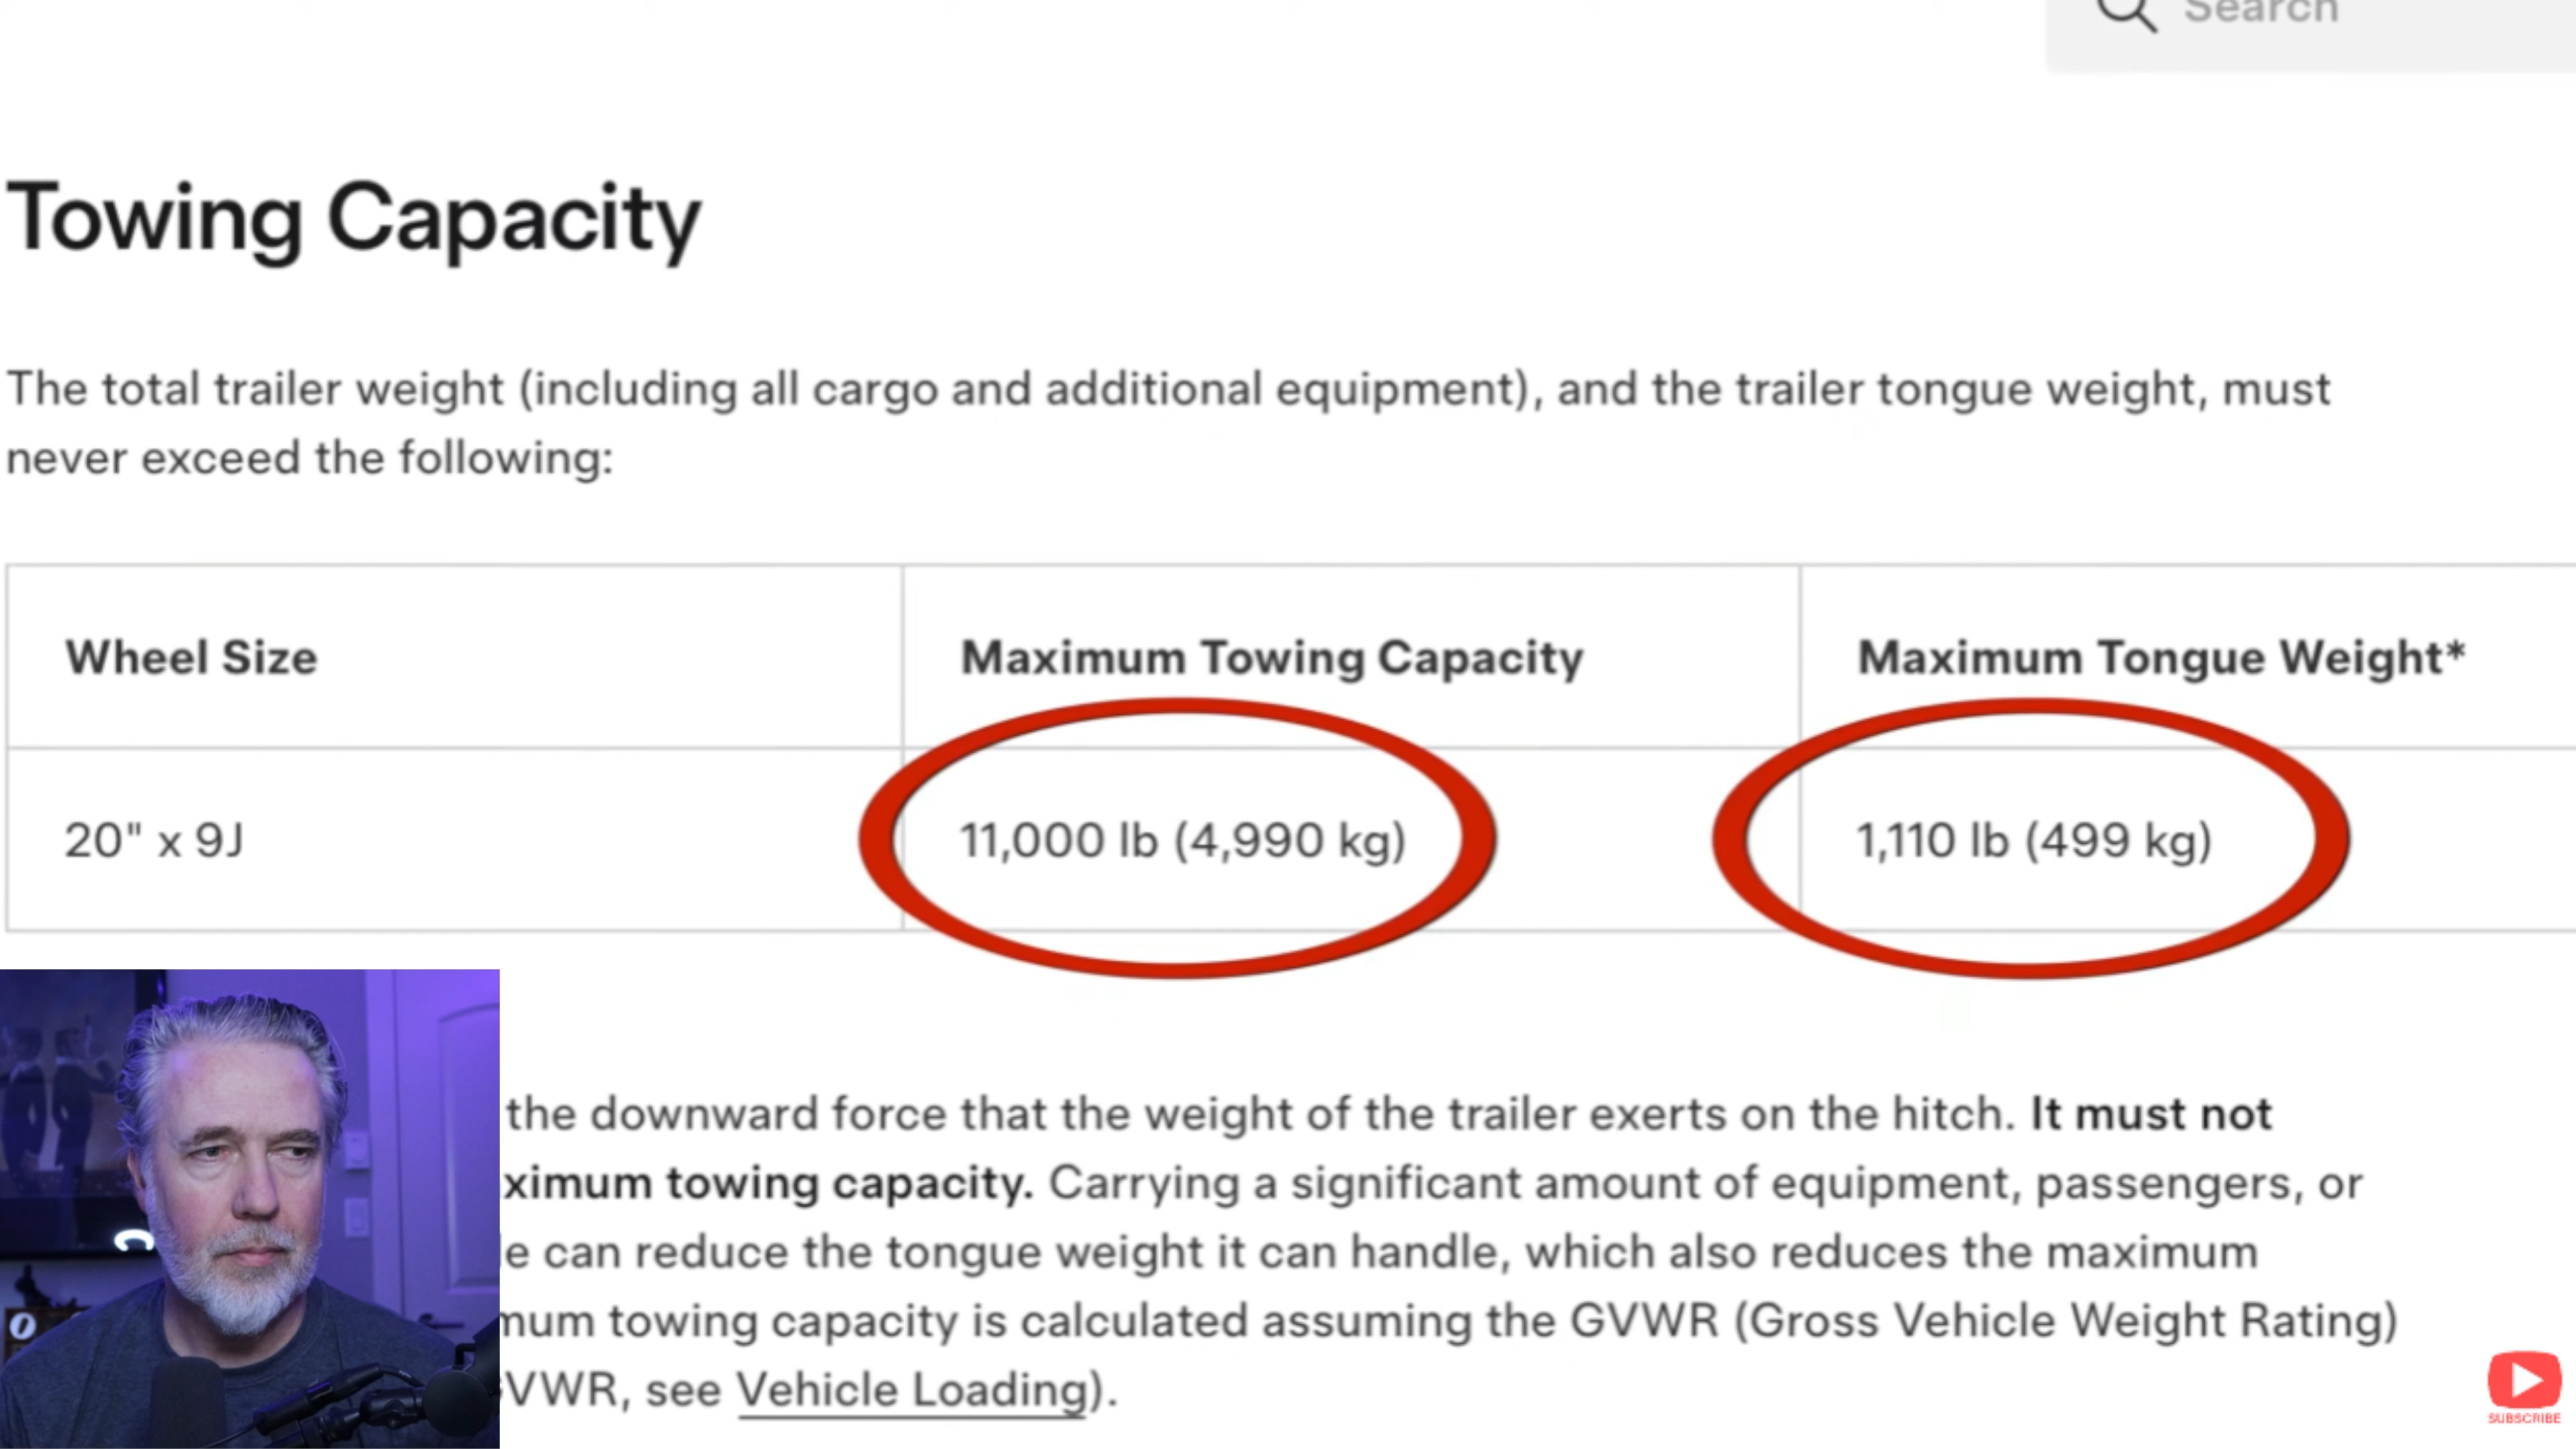 Search
Towing Capacity
The total trailer weight (including all cargo and additional equipment), and the trailer tongue weight, must
never exceed the following:
Wheel Size Maximum Towing Capacity Maximum Tongue Weight*
20" x 9J 11,000 lb (4,990 kg) 1,110 lb (499 kg)
the downward force that the weight of the trailer exerts on the hitch. It must not
ximum towing capacity. Carrying a significant amount of equipment, passengers, or
e can reduce the tongue weight it can handle, which also reduces the maximum
mum towing capacity is calculated assuming the GVWR (Gross Vehicle Weight Rating)
VWR, see Vehicle Loading).
SUBSCRIBE